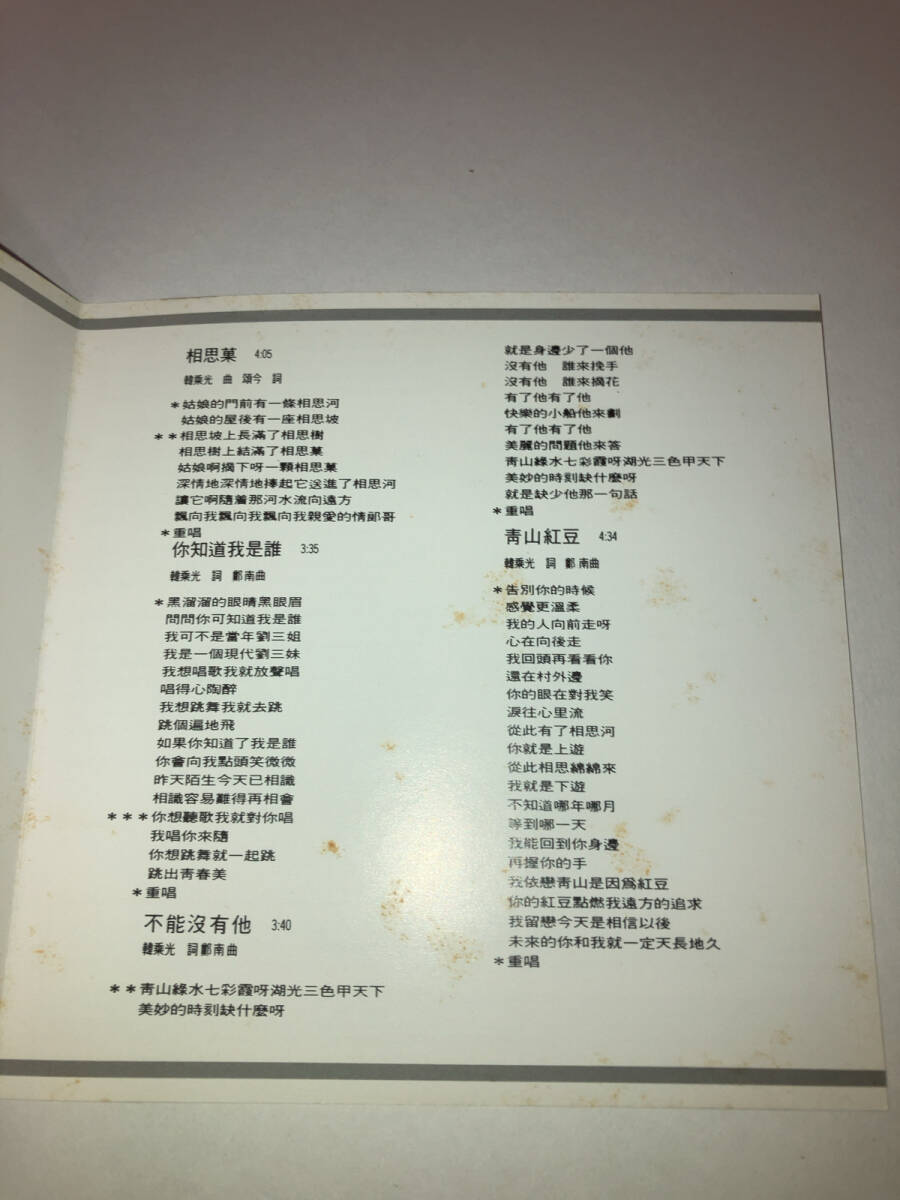 相思菓 4:05
韓乘光 曲 頌今 詞
*姑娘的門前有一條相思河
姑娘的屋後有一座相思坡
**相思坡上長滿了相思樹
相思樹上結滿了相思菓
姑娘啊摘下呀一顆相思菓
深情地深情地捧起它送進了相思河
讓它啊隨着那河水流向遠方
飄向我飄向我飄向我親愛的情郞哥
*重唱
你知道我是誰 3:35
韓乘光 詞 鄭南曲
*黑溜溜的眼睛黑眼眉
問問你可知道我是誰
我可不是當年劉三姐
我是一個現代劉三妹
我想唱歌我就放聲唱
唱得心陶醉
我想跳舞我就去跳
跳個遍地飛
如果你知道了我是誰
你會向我點頭笑微微
昨天陌生今天已相識
相識容易難得再相會
***你想聽歌我就對你唱
我唱你來隨
你想跳舞就一起跳
跳出靑春美
*重唱
不能沒有他 3:40
韓乘光 詞鄭南曲
**靑山綠水七彩霞呀湖光三色甲天下
美妙的時刻缺什麼呀
就是身邊少了一個他
沒有他 誰來挽手
沒有他 誰來摘花
有了他有了他
快樂的小船他來劃
有了他有了他
美麗的問題他來答
靑山綠水七彩霞呀湖光三色甲天下
美妙的時刻缺什麼呀
就是缺少他那一句話
*重唱
靑山紅豆 4:34
韓乘光 詞 鄭南曲
*告別你的時候
感覺更溫柔
我的人向前走呀
心在向後走
我回頭再看看你
還在村外邊
你的眼在對我笑
淚往心里流
從此有了相思河
你就是上遊
從此相思綿綿來
我就是下遊
不知道哪年哪月
等到哪一天
我能回到你身邊
再握你的手
我依戀靑山是因爲紅豆
你的紅豆點燃我遠方的追求
我留戀今天是相信以後
未來的你和我就一定天長地久
*重唱